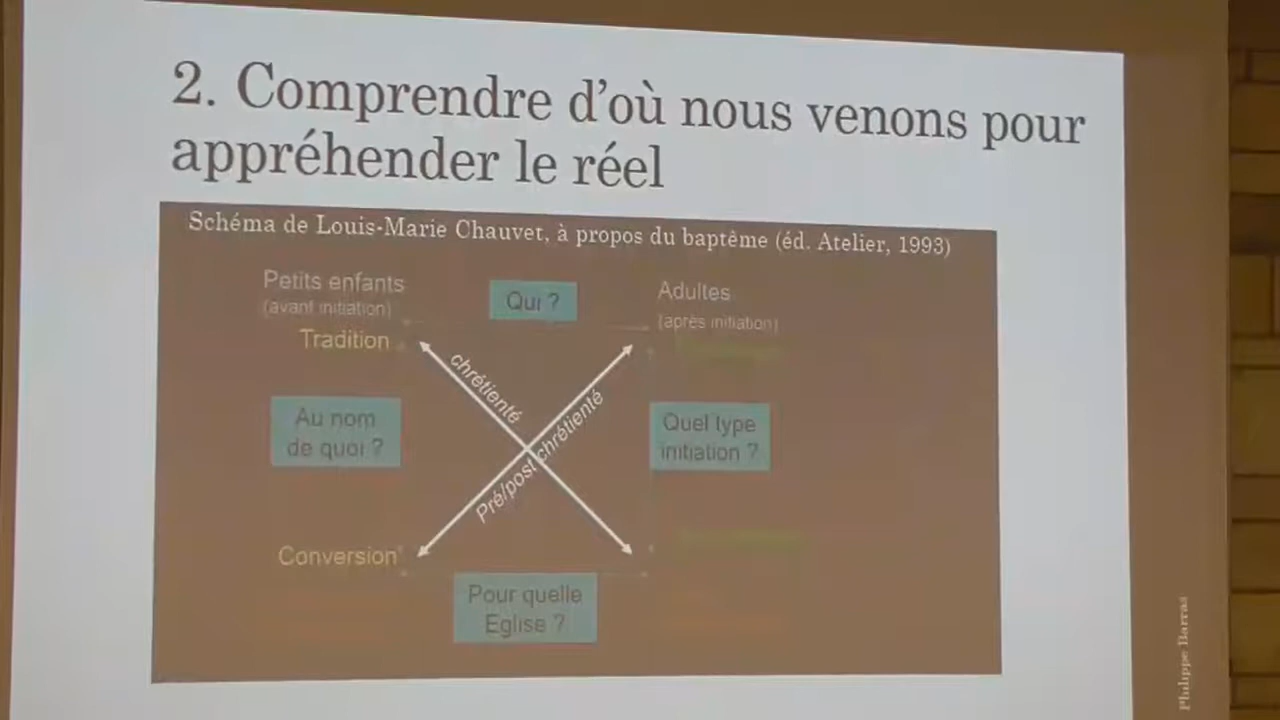 2. Comprendre d'où nous venons pour
appréhender le réel
Schéma de Louis-Marie Chauvet, à propos du baptême (éd. Atelier, 1993)
Petits enfants
(avant initiation)
Qui ?
Adultes
(après initiation)
Tradition
chrétienté
Au nom
de quoi ?
Quel type
initiation ?
Pré/post chrétienté
Conversion
Pour quelle
Eglise ?
Philippe Barras